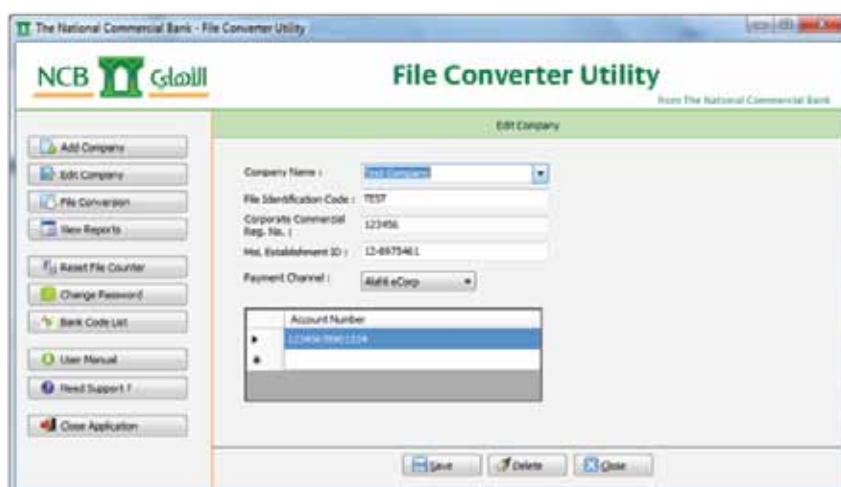 The National Commercial Bank - File Converter Utility
NCB الأهلي
File Converter Utility
from The National Commercial Bank
Edit Company
Add Company
Edit Company
File Conversion
View Reports
Reset File Counter
Change Password
Bank Code List
User Manual
Need Support ?
Close Application
Company Name :
Test Company
File Identification Code : TEST
Corporate Commercial
Reg. No. : 123456
MoL Establishment ID : 12-6975461
Payment Channel : AlahlieCorp
Account Number
Save
Delete
Close